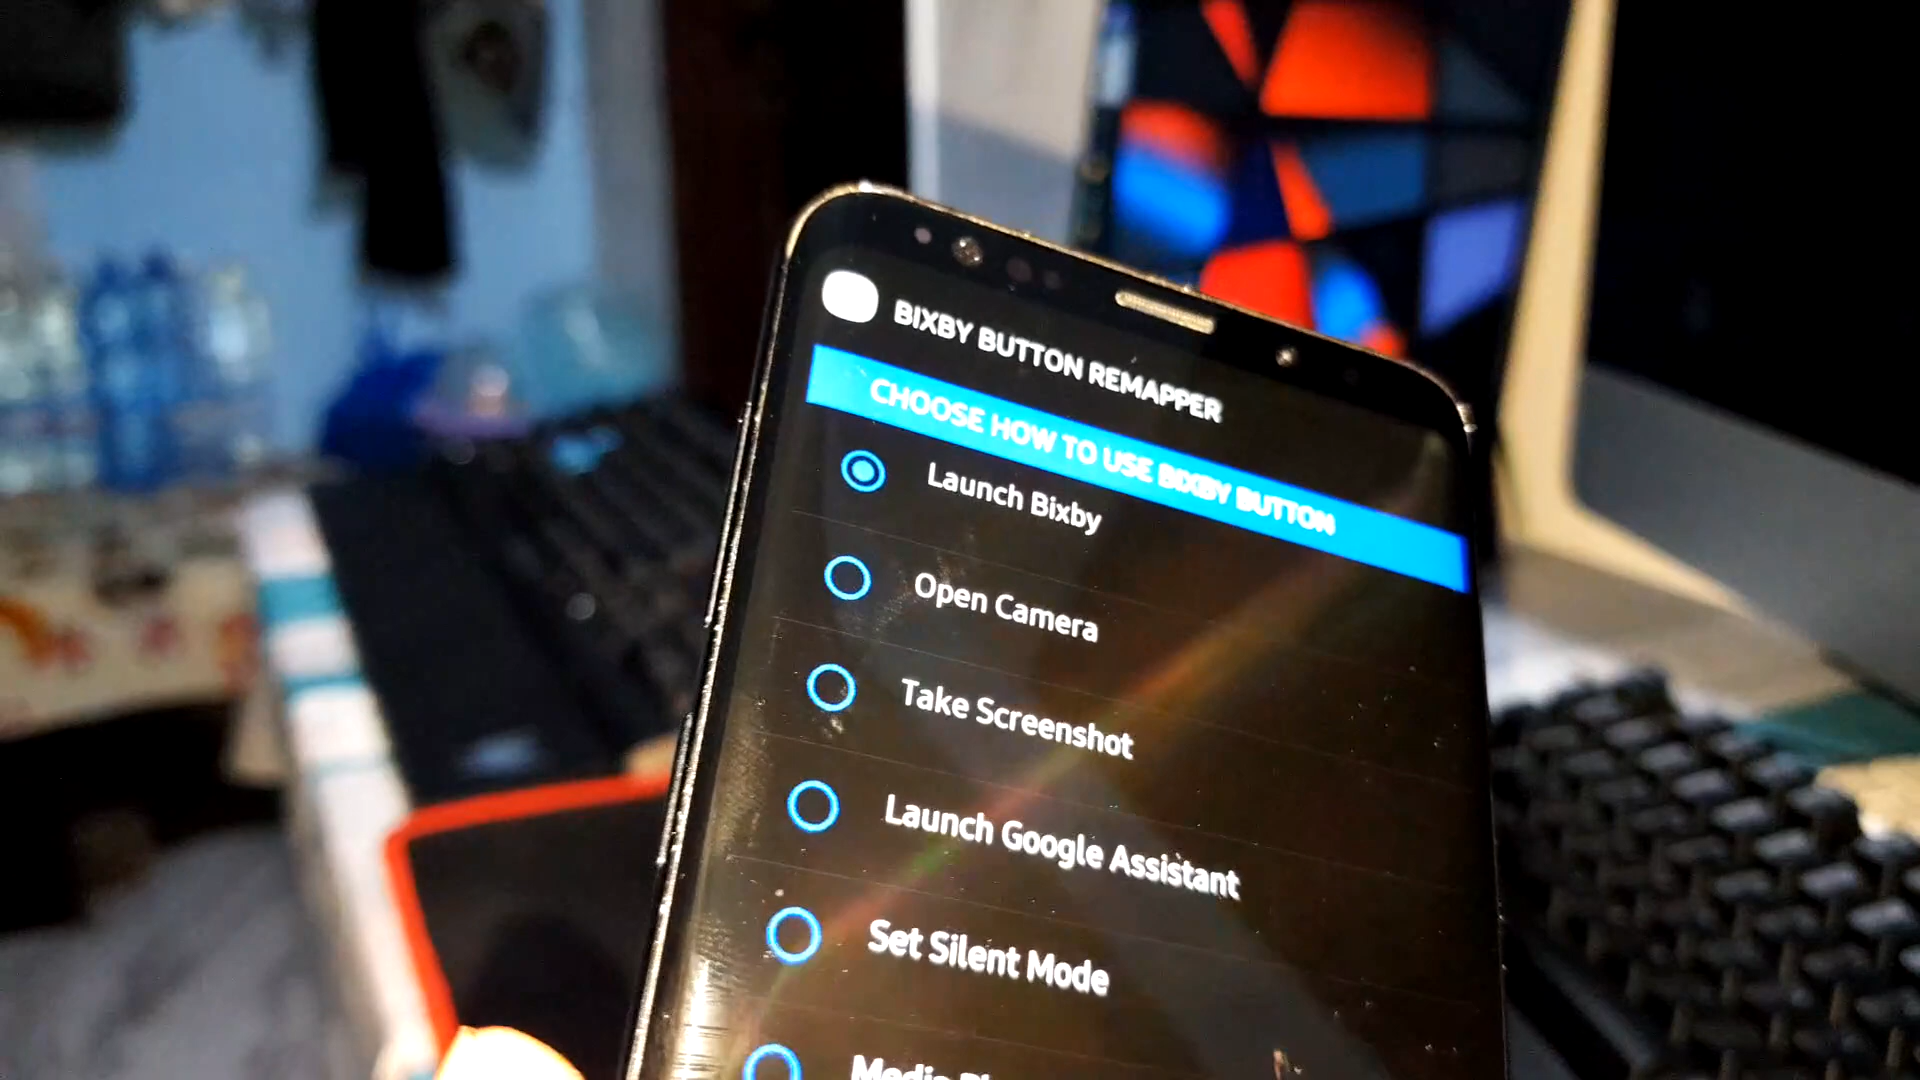 BIXBY BUTTON REMAPPER
CHOOSE HOW TO USE BIXBY BUTTON
Launch Bixby
Open Camera
Take Screenshot
Launch Google Assistant
Set Silent Mode
Media